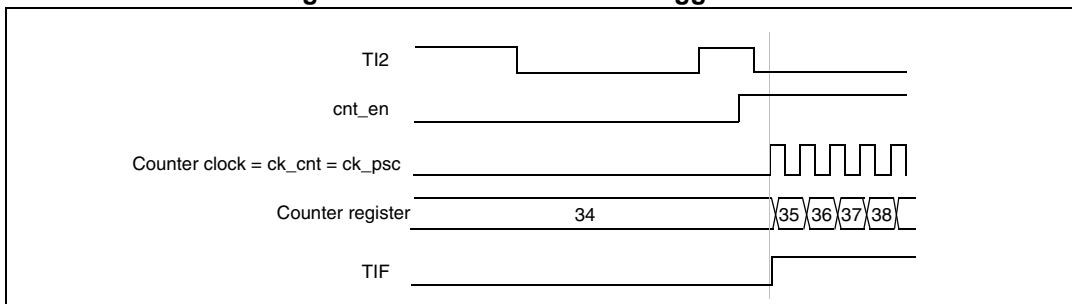 TI2
cnt_en
Counter clock = ck_cnt = ck_psc
Counter register 34 35 36 37 38
TIF